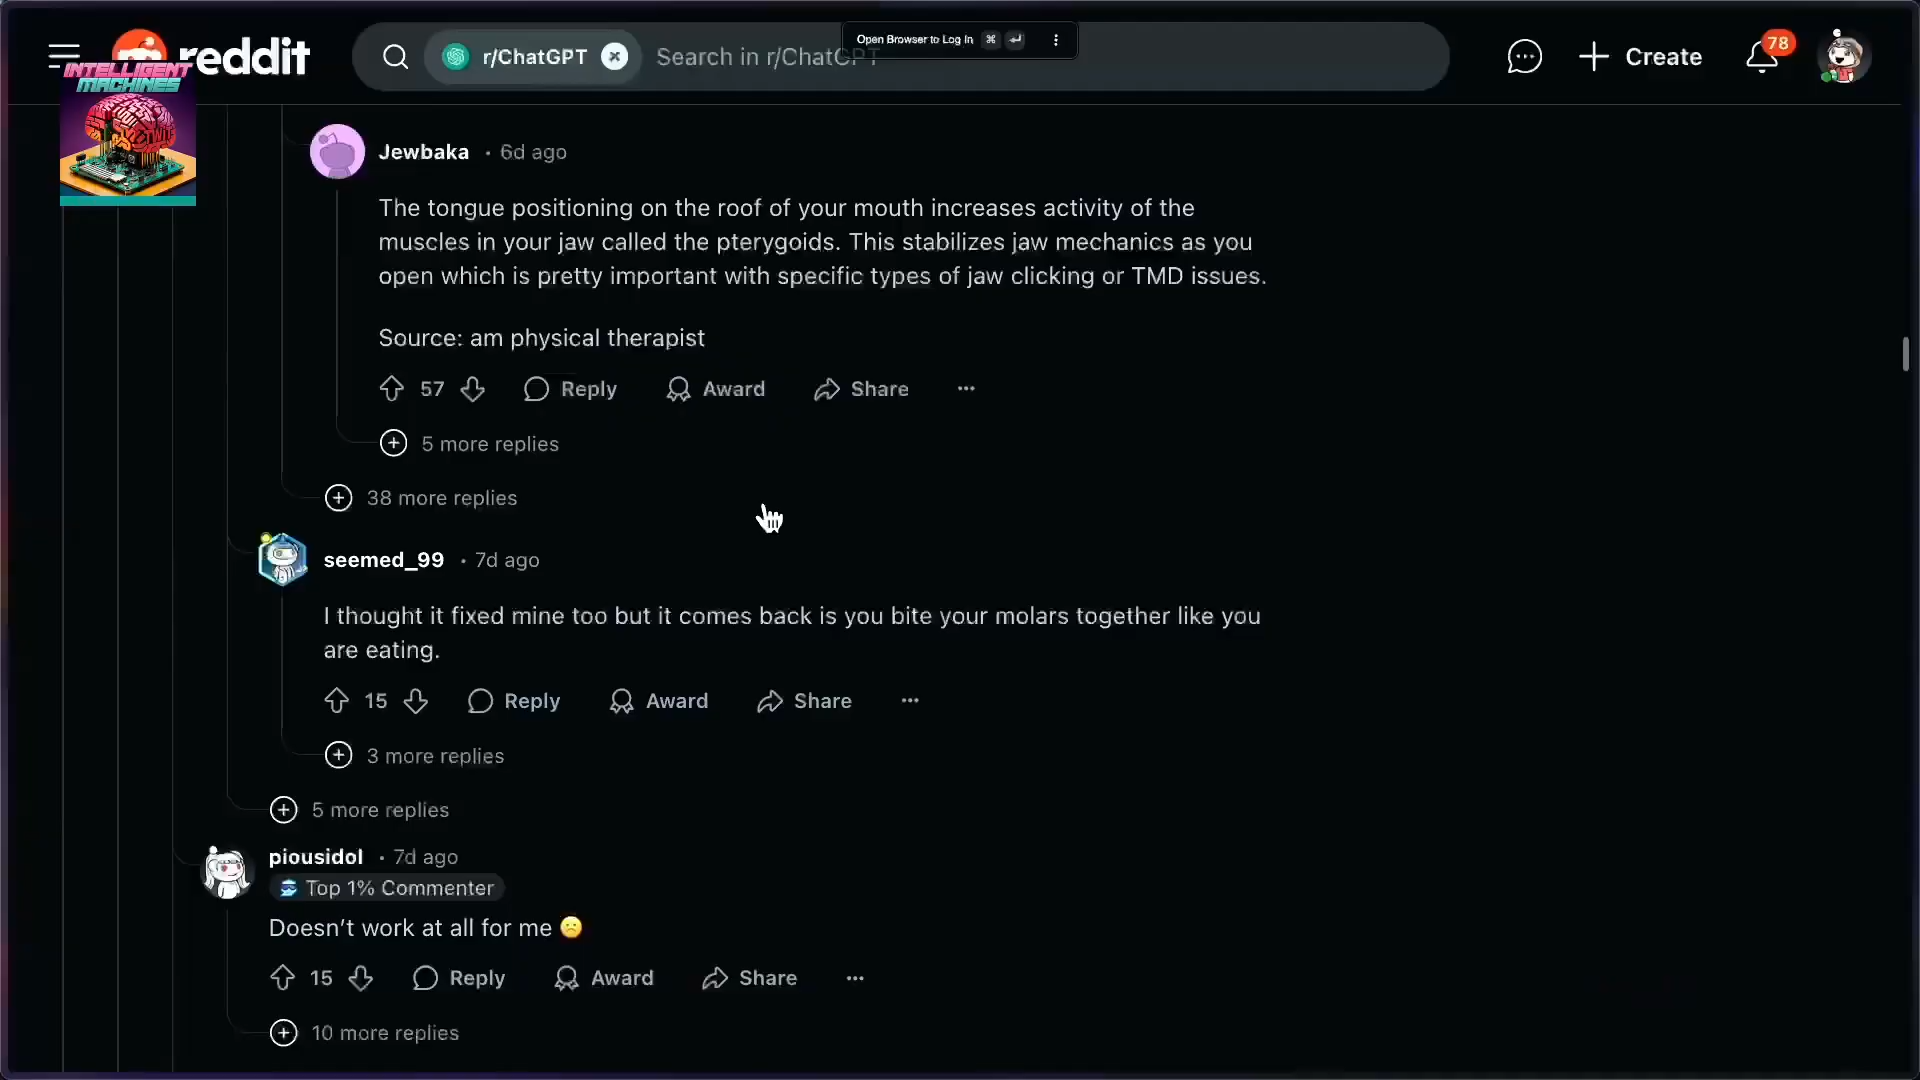 reddit
r/ChatGPT
Search in r/ChatGPT
Open Browser to Log In
Create
78
INTELLIGENT
MACHINES
TWiT
Jewbaka • 6d ago
The tongue positioning on the roof of your mouth increases activity of the
muscles in your jaw called the pterygoids. This stabilizes jaw mechanics as you
open which is pretty important with specific types of jaw clicking or TMD issues.
Source: am physical therapist
57 Reply Award Share
5 more replies
38 more replies
seemed_99 • 7d ago
I thought it fixed mine too but it comes back is you bite your molars together like you
are eating.
15 Reply Award Share
3 more replies
5 more replies
piousidol • 7d ago
Top 1% Commenter
Doesn’t work at all for me 🙁
15 Reply Award Share
10 more replies